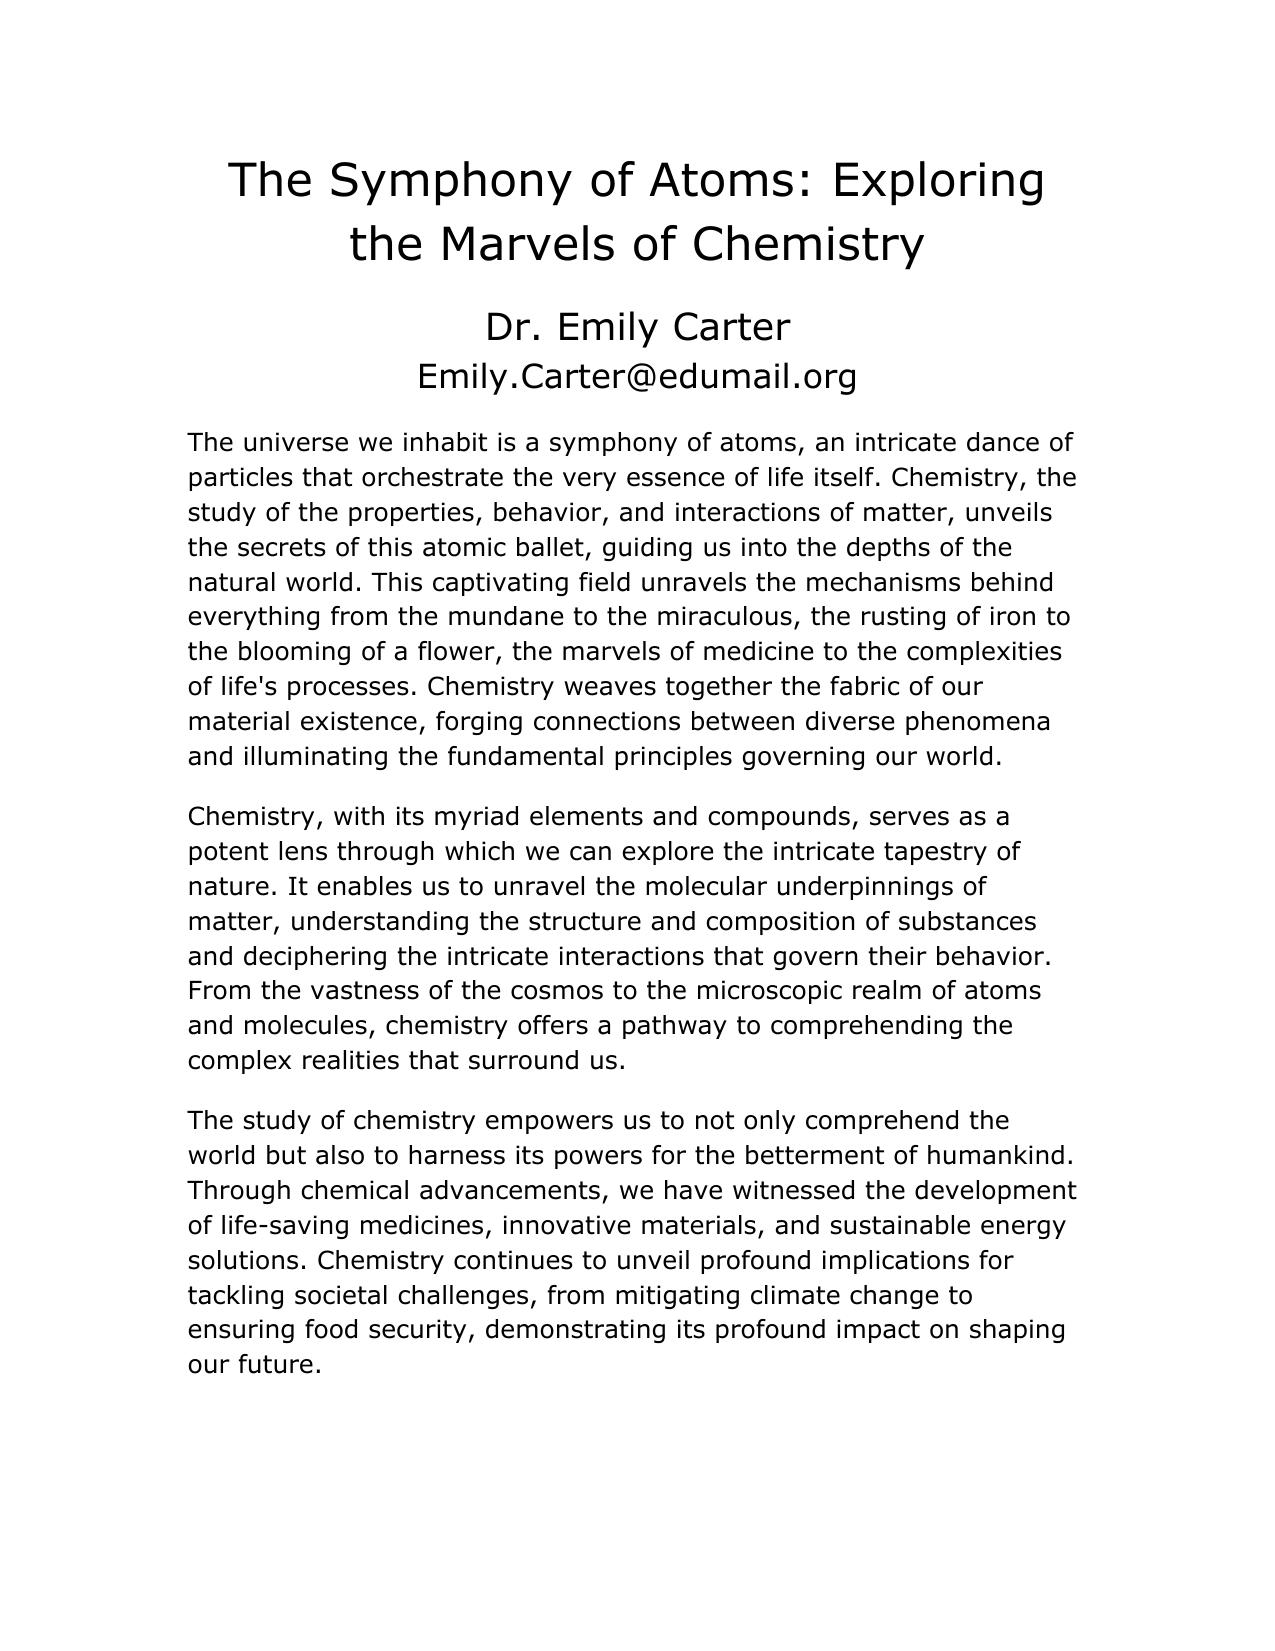 The Symphony of Atoms: Exploring
the Marvels of Chemistry
Dr. Emily Carter
Emily.Carter@edumail.org
The universe we inhabit is a symphony of atoms, an intricate dance of
particles that orchestrate the very essence of life itself. Chemistry, the
study of the properties, behavior, and interactions of matter, unveils
the secrets of this atomic ballet, guiding us into the depths of the
natural world. This captivating field unravels the mechanisms behind
everything from the mundane to the miraculous, the rusting of iron to
the blooming of a flower, the marvels of medicine to the complexities
of life's processes. Chemistry weaves together the fabric of our
material existence, forging connections between diverse phenomena
and illuminating the fundamental principles governing our world.
Chemistry, with its myriad elements and compounds, serves as a
potent lens through which we can explore the intricate tapestry of
nature. It enables us to unravel the molecular underpinnings of
matter, understanding the structure and composition of substances
and deciphering the intricate interactions that govern their behavior.
From the vastness of the cosmos to the microscopic realm of atoms
and molecules, chemistry offers a pathway to comprehending the
complex realities that surround us.
The study of chemistry empowers us to not only comprehend the
world but also to harness its powers for the betterment of humankind.
Through chemical advancements, we have witnessed the development
of life-saving medicines, innovative materials, and sustainable energy
solutions. Chemistry continues to unveil profound implications for
tackling societal challenges, from mitigating climate change to
ensuring food security, demonstrating its profound impact on shaping
our future.